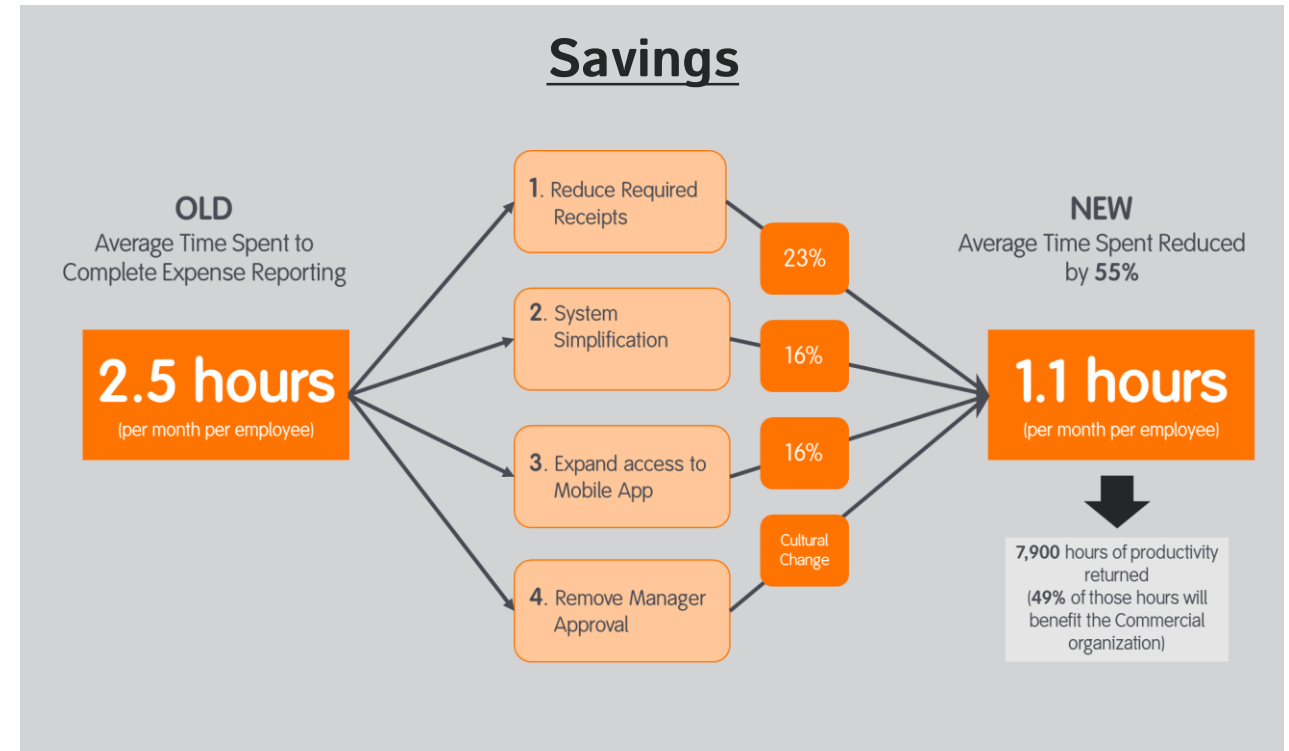 Savings
OLD
Average Time Spent to
Complete Expense Reporting
2.5 hours
(per month per employee)
1. Reduce Required
Receipts
2. System
Simplification
3. Expand access to
Mobile App
4. Remove Manager
Approval
23%
16%
16%
Cultural
Change
NEW
Average Time Spent Reduced
by 55%
1.1 hours
(per month per employee)
7,900 hours of productivity
returned
(49% of those hours will
benefit the Commercial
organization)